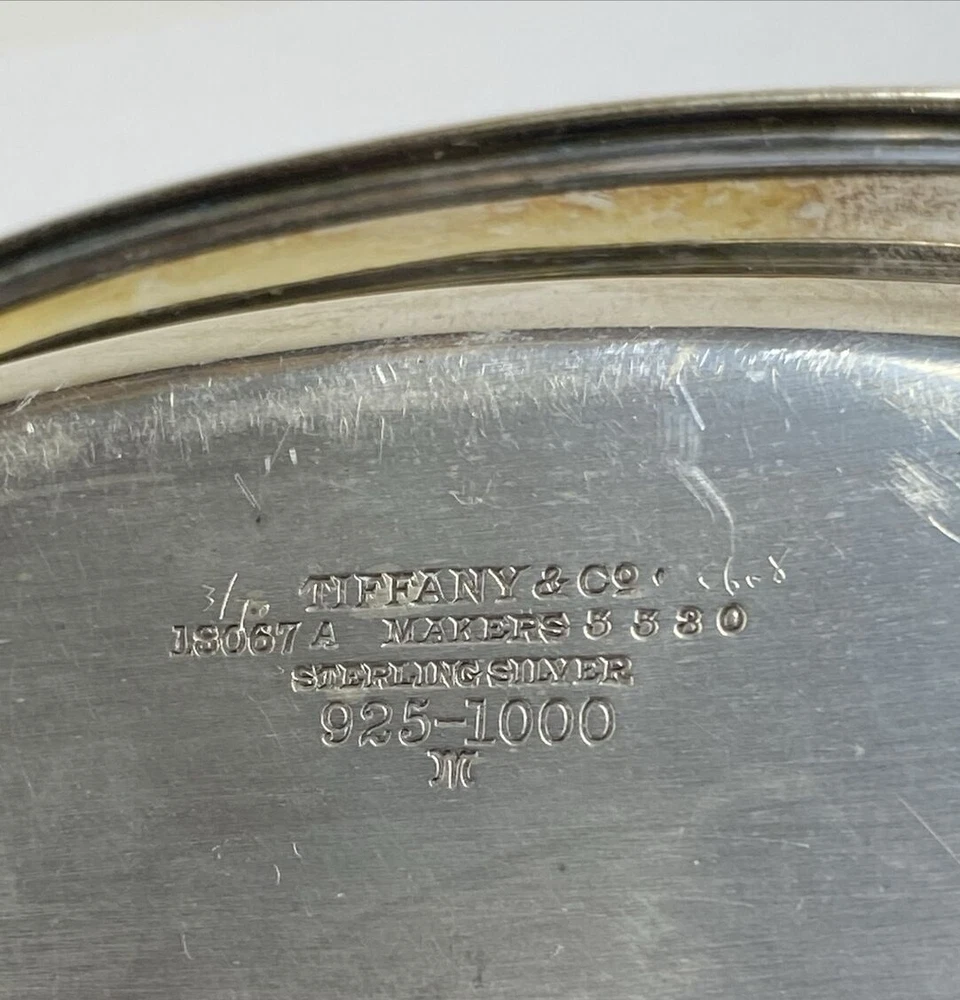 TIFFANY & Co.
18067 A MAKERS 5530
STERLING SILVER
925-1000
M